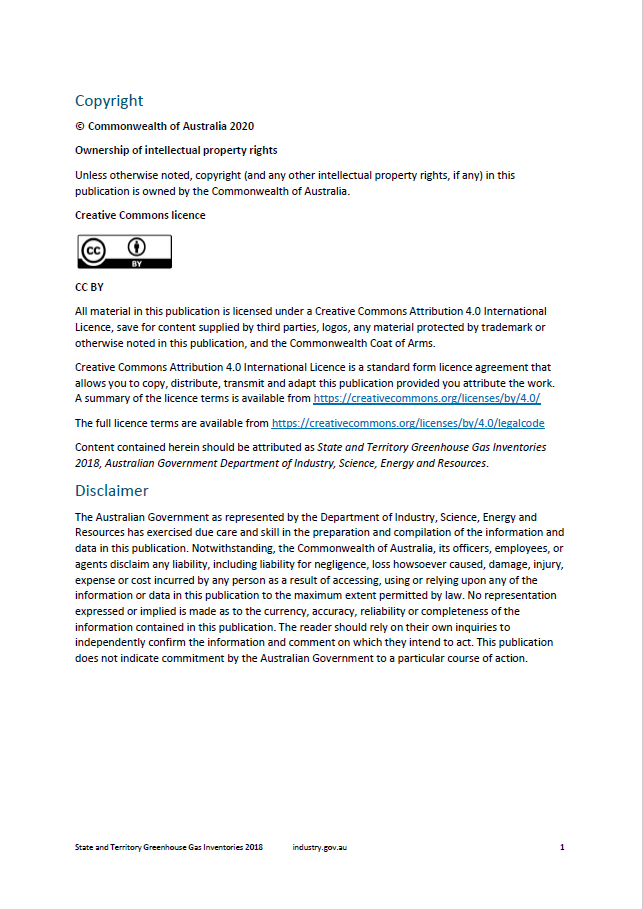 Copyright
© Commonwealth of Australia 2020
Ownership of intellectual property rights
Unless otherwise noted, copyright (and any other intellectual property rights, if any) in this
publication is owned by the Commonwealth of Australia.
Creative Commons licence
cc
BY
CC BY
All material in this publication is licensed under a Creative Commons Attribution 4.0 International
Licence, save for content supplied by third parties, logos, any material protected by trademark or
otherwise noted in this publication, and the Commonwealth Coat of Arms.
Creative Commons Attribution 4.0 International Licence is a standard form licence agreement that
allows you to copy, distribute, transmit and adapt this publication provided you attribute the work.
A summary of the licence terms is available from https://creativecommons.org/licenses/by/4.0/
The full licence terms are available from https://creativecommons.org/licenses/by/4.0/legalcode
Content contained herein should be attributed as State and Territory Greenhouse Gas Inventories
2018, Australian Government Department of Industry, Science, Energy and Resources.
Disclaimer
The Australian Government as represented by the Department of Industry, Science, Energy and
Resources has exercised due care and skill in the preparation and compilation of the information and
data in this publication. Notwithstanding, the Commonwealth of Australia, its officers, employees, or
agents disclaim any liability, including liability for negligence, loss howsoever caused, damage, injury,
expense or cost incurred by any person as a result of accessing, using or relying upon any of the
information or data in this publication to the maximum extent permitted by law. No representation
expressed or implied is made as to the currency, accuracy, reliability or completeness of the
information contained in this publication. The reader should rely on their own inquiries to
independently confirm the information and comment on which they intend to act. This publication
does not indicate commitment by the Australian Government to a particular course of action.
State and Territory Greenhouse Gas Inventories 2018 industry.gov.au 1